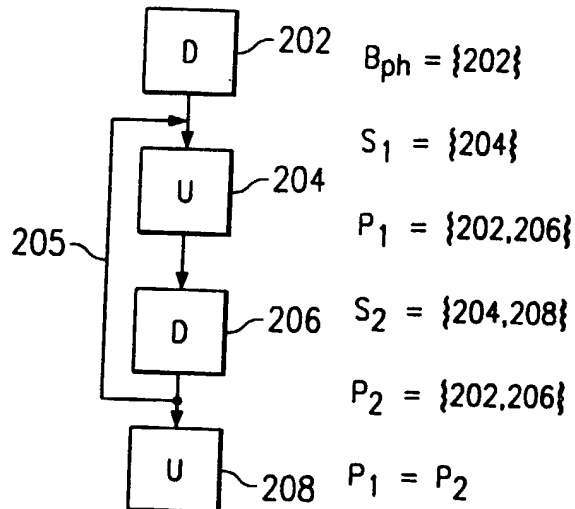 D 202 B_ph = {202}
S_1 = {204}
U 204
P_1 = {202,206}
205
D 206 S_2 = {204,208}
P_2 = {202,206}
U 208 P_1 = P_2